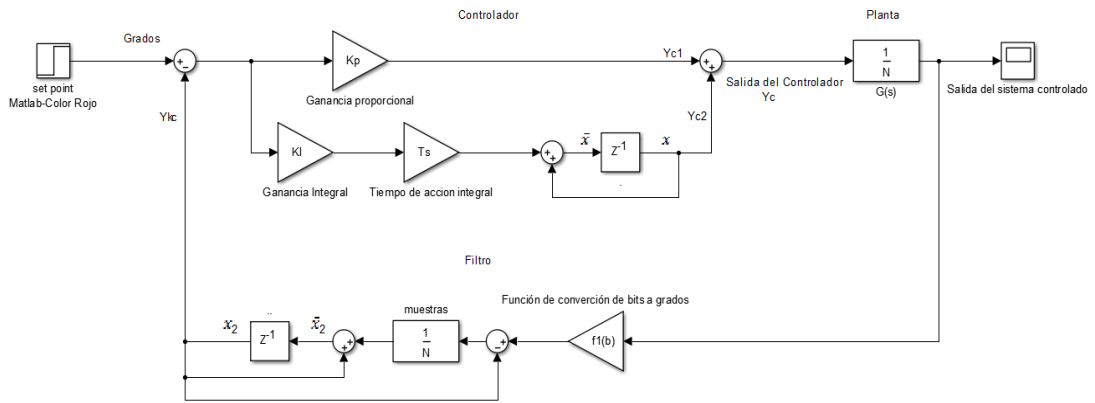 Controlador
Planta
Grados
Kp
Yc1
1
N
set point
Matlab-Color Rojo
Ganancia proporcional
Salida del Controlador
Yc
G(s)
Salida del sistema controlado
Ykc
Yc2
KI
Ts
x̄
Z-1
x
Ganancia Integral
Tiempo de accion integral
Filtro
Función de converción de bits a grados
muestras
x2
Z-1
x̄2
1
N
f1(b)